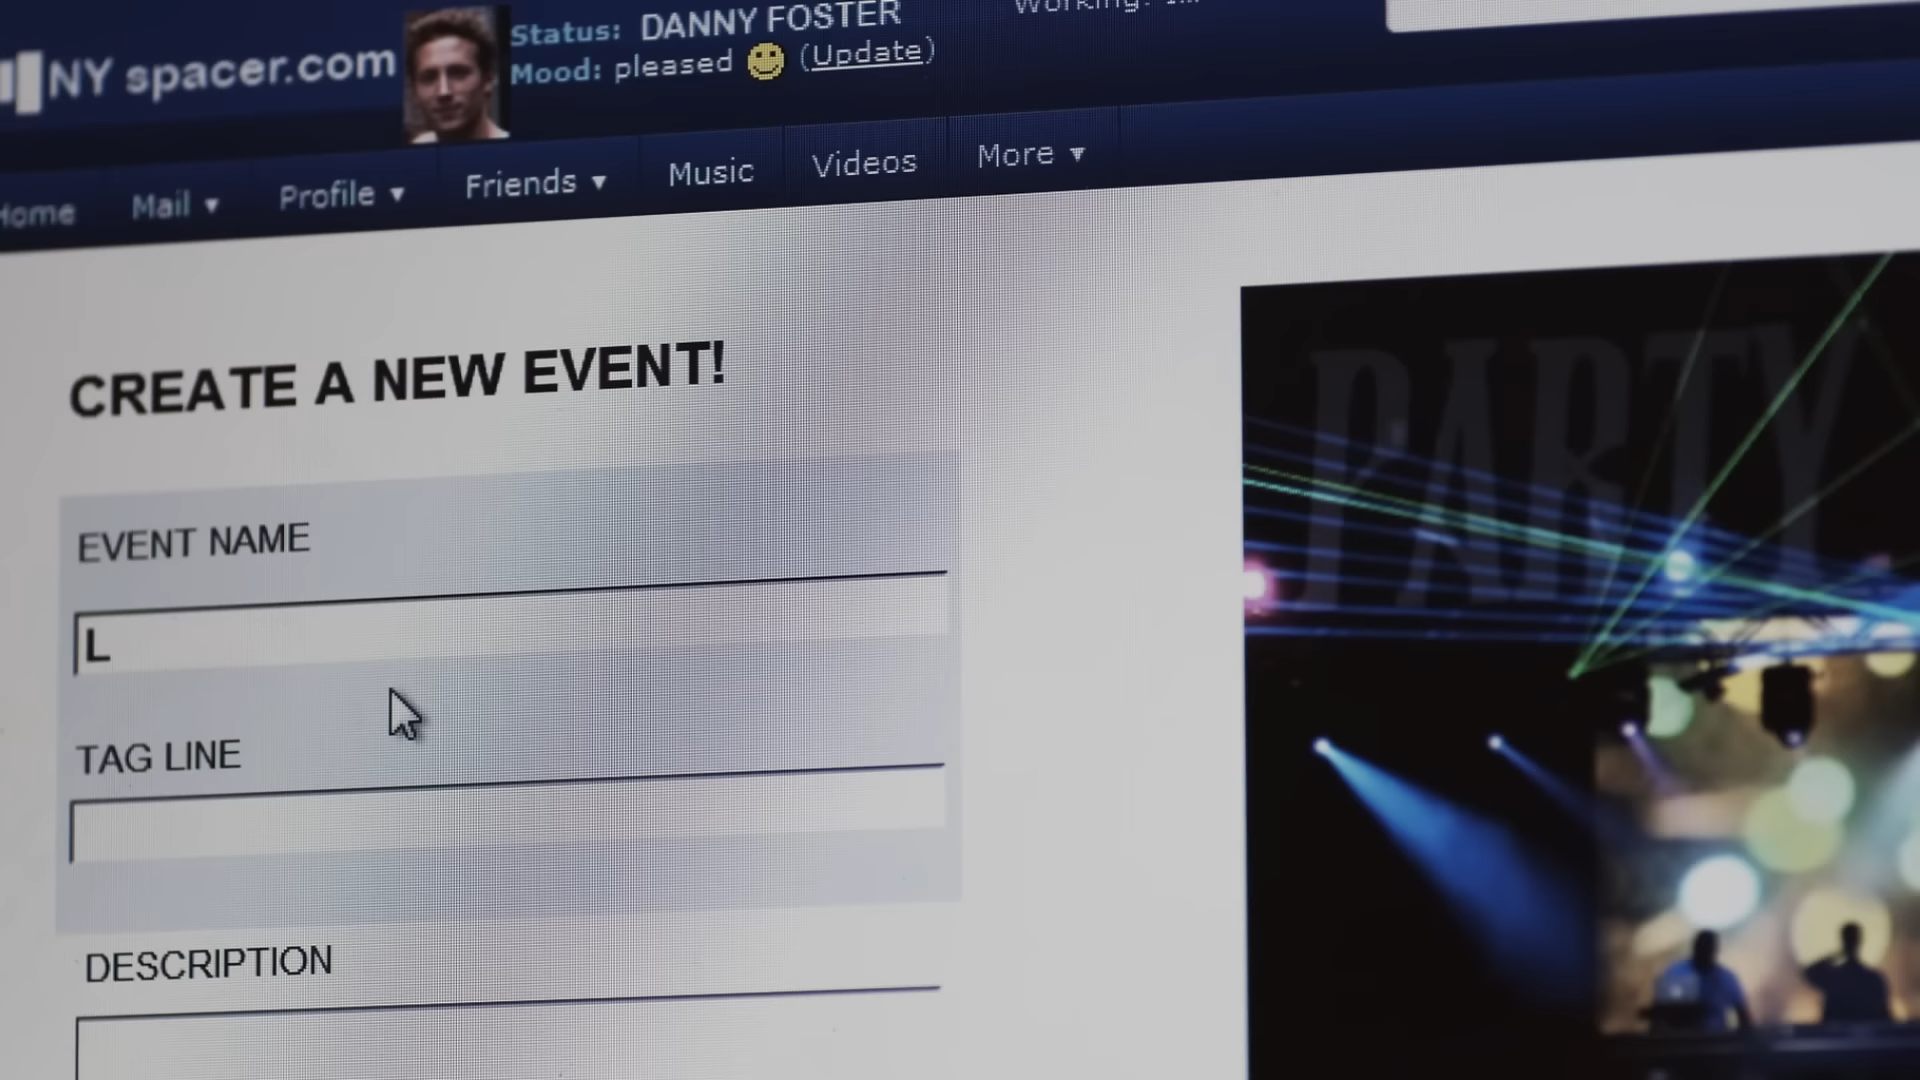 NY spacer.com
Status: DANNY FOSTER
Mood: pleased (Update)
Home Mail Profile Friends Music Videos More
CREATE A NEW EVENT!
EVENT NAME
L
TAG LINE
DESCRIPTION
PARTY